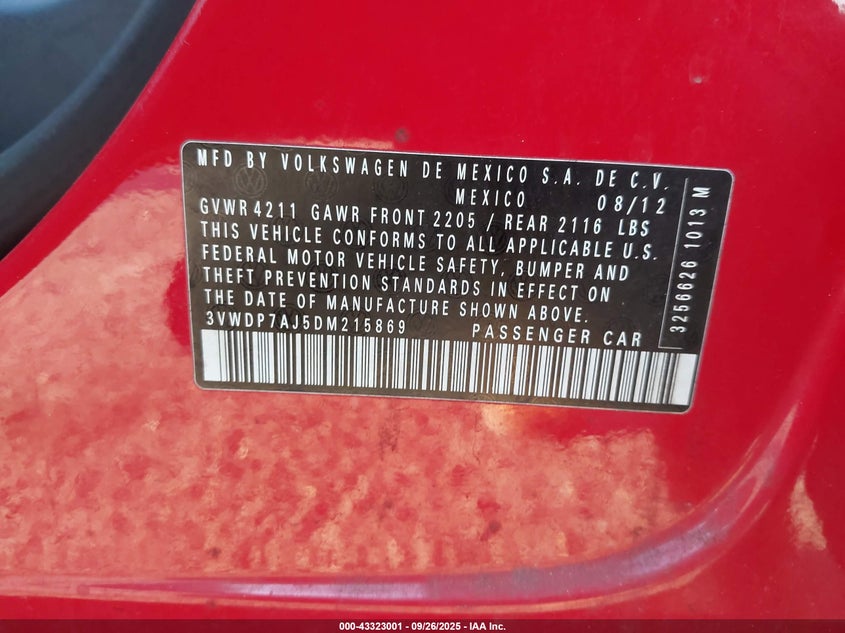 MFD BY VOLKSWAGEN DE MEXICO S.A. DE C.V.
MEXICO 08/12
GVWR 4211 GAWR FRONT 2205 / REAR 2116 LBS
THIS VEHICLE CONFORMS TO ALL APPLICABLE U.S.
FEDERAL MOTOR VEHICLE SAFETY, BUMPER AND
THEFT PREVENTION STANDARDS IN EFFECT ON
THE DATE OF MANUFACTURE SHOWN ABOVE.
3VWDP7AJ5DM215869 PASSENGER CAR
3256626 1013 M
000-43323001 - 09/26/2025 - IAA Inc.